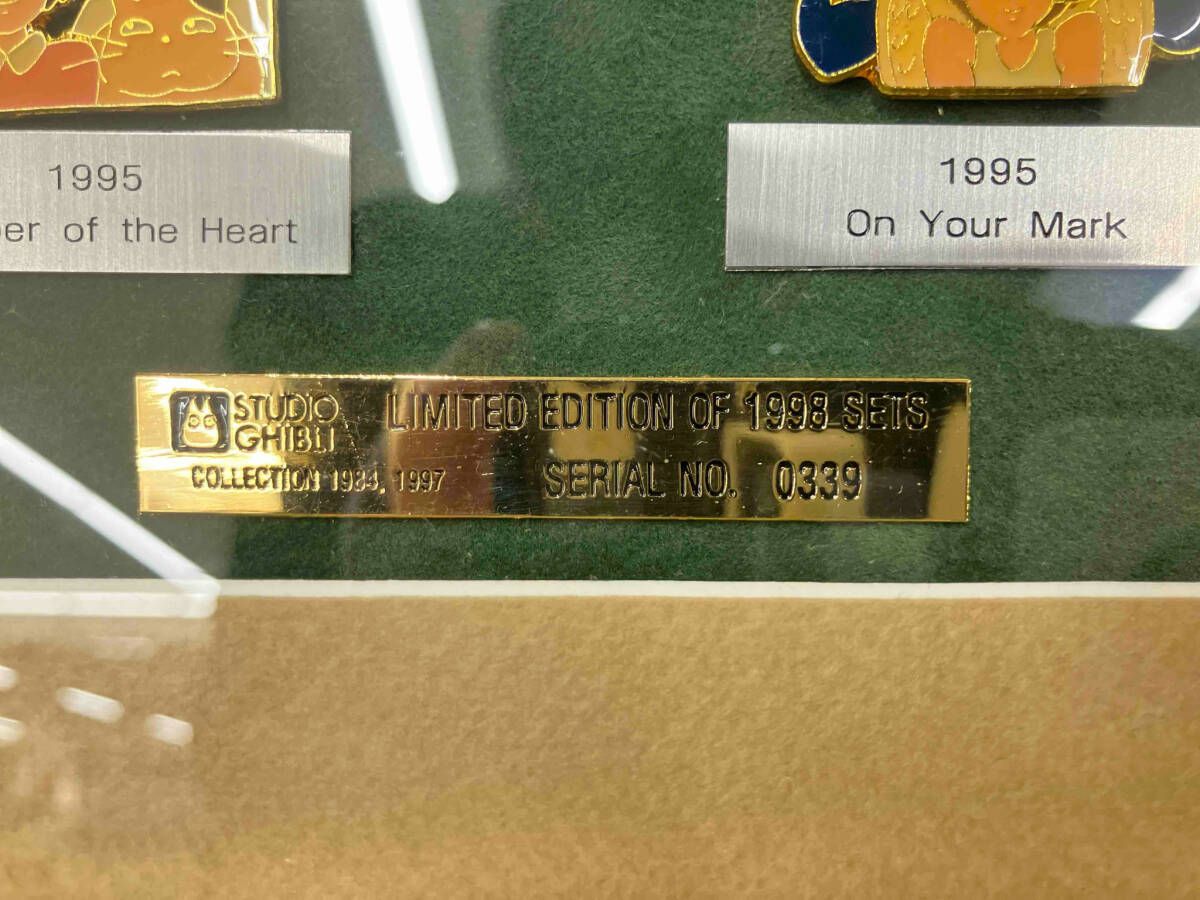 1995
of the Heart
1995
On Your Mark
STUDIO
GHIBLI
LIMITED EDITION OF 1998 SETS
COLLECTION 1984, 1997
SERIAL NO. 0339